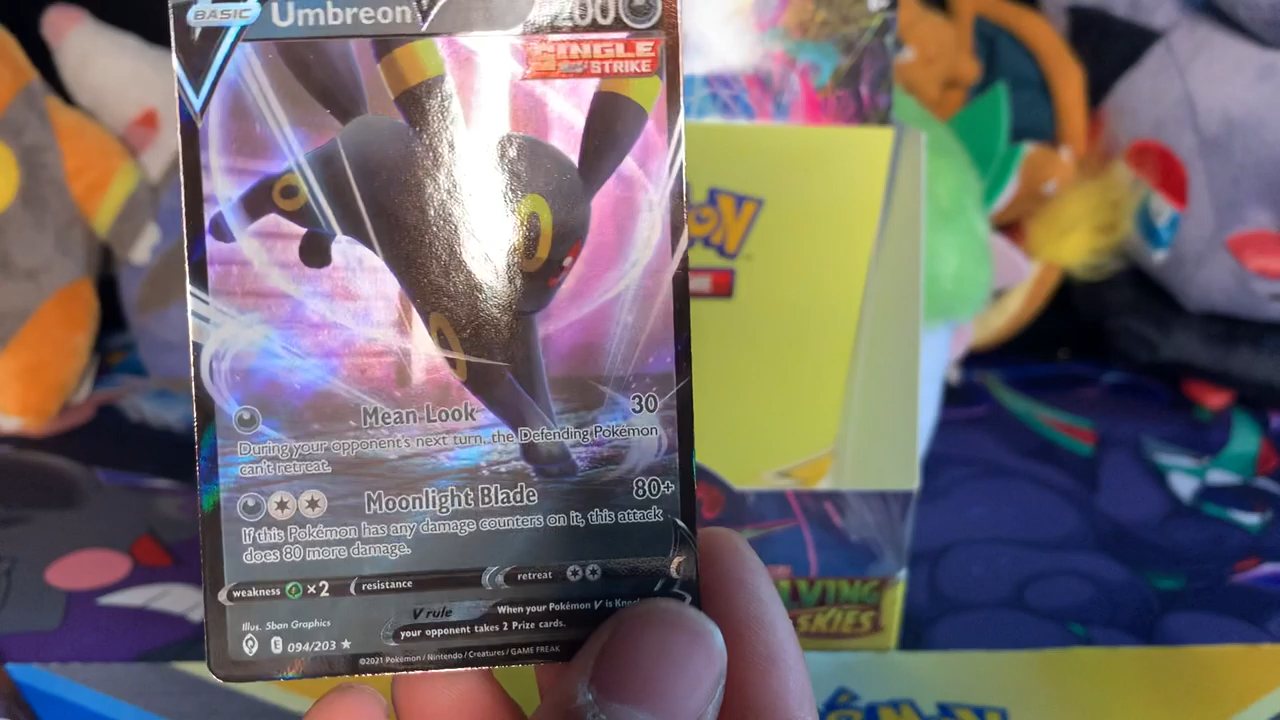 BASIC
Umbreon V
200
SINGLE
STRIKE
Mean Look 30
During your opponent's next turn, the Defending Pokémon
can't retreat.
Moonlight Blade 80+
If this Pokémon has any damage counters on it, this attack
does 80 more damage.
weakness ×2 resistance retreat
V rule
When your Pokémon V is
your opponent takes 2 Prize cards.
Illus. 5ban Graphics
E 094/203 ★
©2021 Pokémon / Nintendo / Creatures / GAME FREAK
LVING
SKIES